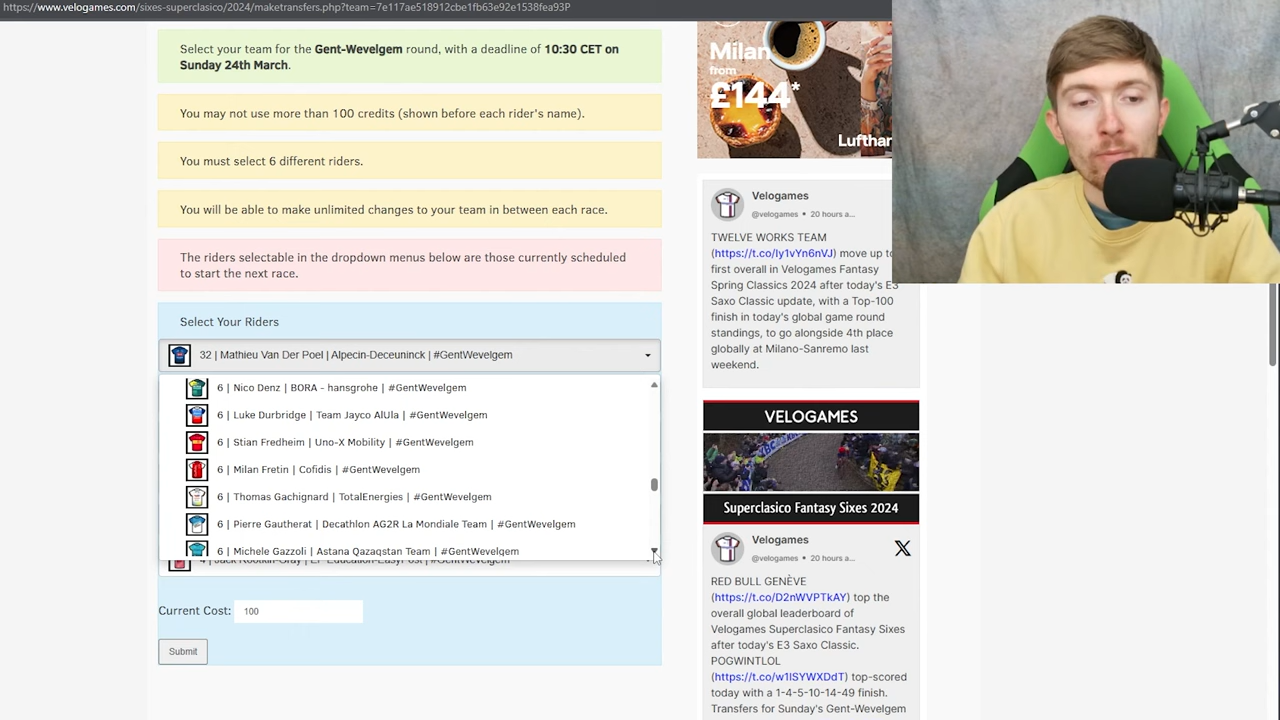 https://www.velogames.com/sixes-superclasico/2024/maketransfers.php?team=7e117ae518912cbe1fb63e92e1538fea93P
Select your team for the Gent-Wevelgem round, with a deadline of 10:30 CET on
Sunday 24th March.
You may not use more than 100 credits (shown before each rider's name).
You must select 6 different riders.
You will be able to make unlimited changes to your team in between each race.
The riders selectable in the dropdown menus below are those currently scheduled
to start the next race.
Select Your Riders
32 | Mathieu Van Der Poel | Alpecin-Deceuninck | #GentWevelgem
6 | Nico Denz | BORA - hansgrohe | #GentWevelgem
6 | Luke Durbridge | Team Jayco AlUla | #GentWevelgem
6 | Stian Fredheim | Uno-X Mobility | #GentWevelgem
6 | Milan Fretin | Cofidis | #GentWevelgem
6 | Thomas Gachignard | TotalEnergies | #GentWevelgem
6 | Pierre Gautherat | Decathlon AG2R La Mondiale Team | #GentWevelgem
6 | Michele Gazzoli | Astana Qazaqstan Team | #GentWevelgem
Current Cost: 100
Submit
Milan
from
£144*
Lufthan
Velogames
@velogames • 20 hours a...
TWELVE WORKS TEAM
(https://t.co/Iy1vYn6nVJ) move up to
first overall in Velogames Fantasy
Spring Classics 2024 after today's E3
Saxo Classic update, with a Top-100
finish in today's global game round
standings, to go alongside 4th place
globally at Milano-Sanremo last
weekend.
VELOGAMES
Superclasico Fantasy Sixes 2024
Velogames
@velogames • 20 hours a...
RED BULL GENÈVE
(https://t.co/D2nWVPTkAY) top the
overall global leaderboard of
Velogames Superclasico Fantasy Sixes
after today's E3 Saxo Classic.
POGWINTLOL
(https://t.co/w1ISYWXDdT) top-scored
today with a 1-4-5-10-14-49 finish.
Transfers for Sunday's Gent-Wevelgem